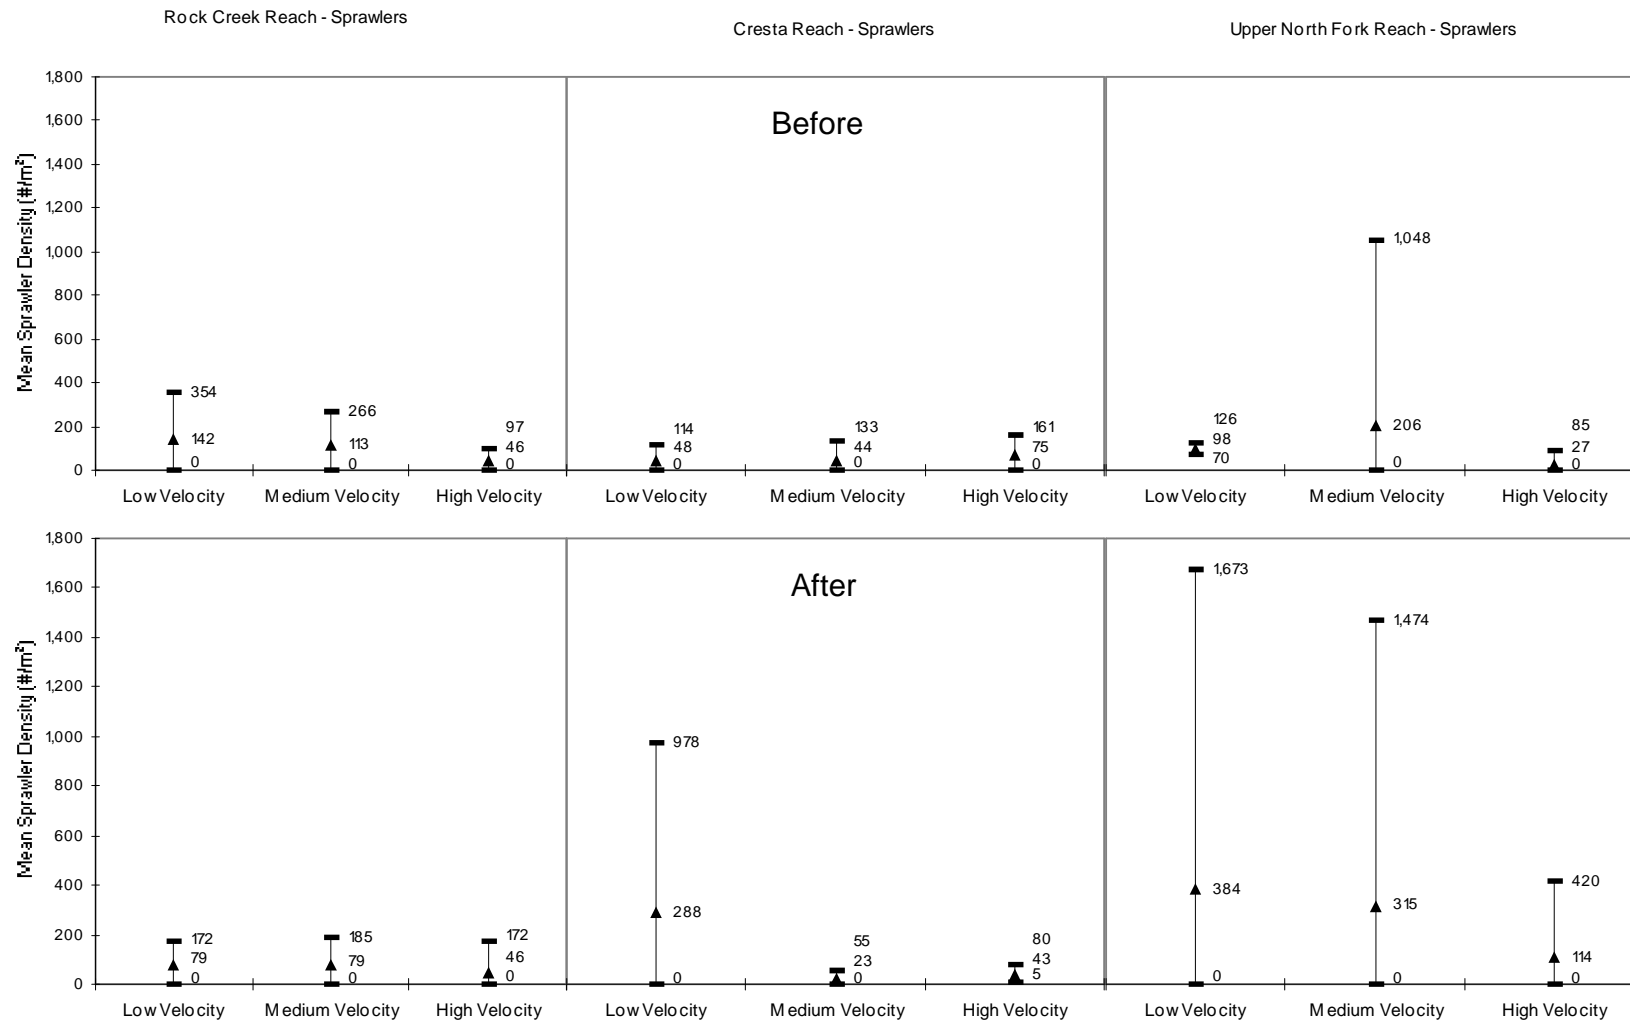 Rock Creek Reach - Sprawlers
Cresta Reach - Sprawlers
Upper North Fork Reach - Sprawlers
Before
Mean Sprawler Density (#/m²)
1,800
1,600
1,400
1,200
1,000
800
600
400
200
0
354
142
0
266
113
0
97
46
0
114
48
0
133
44
0
161
75
0
126
98
70
1,048
206
0
85
27
0
Low Velocity
Medium Velocity
High Velocity
Low Velocity
Medium Velocity
High Velocity
Low Velocity
Medium Velocity
High Velocity
After
Mean Sprawler Density (#/m²)
1,800
1,600
1,400
1,200
1,000
800
600
400
200
0
172
79
0
185
79
0
172
46
0
978
288
0
55
23
0
80
43
5
1,673
384
0
1,474
315
0
420
114
0
Low Velocity
Medium Velocity
High Velocity
Low Velocity
Medium Velocity
High Velocity
Low Velocity
Medium Velocity
High Velocity